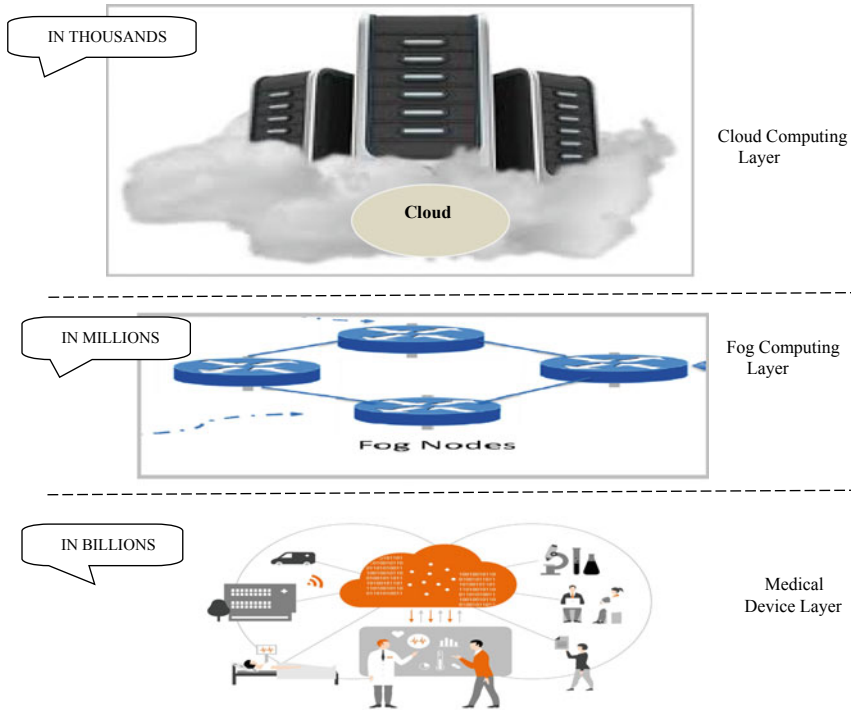 IN THOUSANDS
Cloud Computing
Layer
Cloud
IN MILLIONS
Fog Computing
Layer
Fog Nodes
IN BILLIONS
Medical
Device Layer